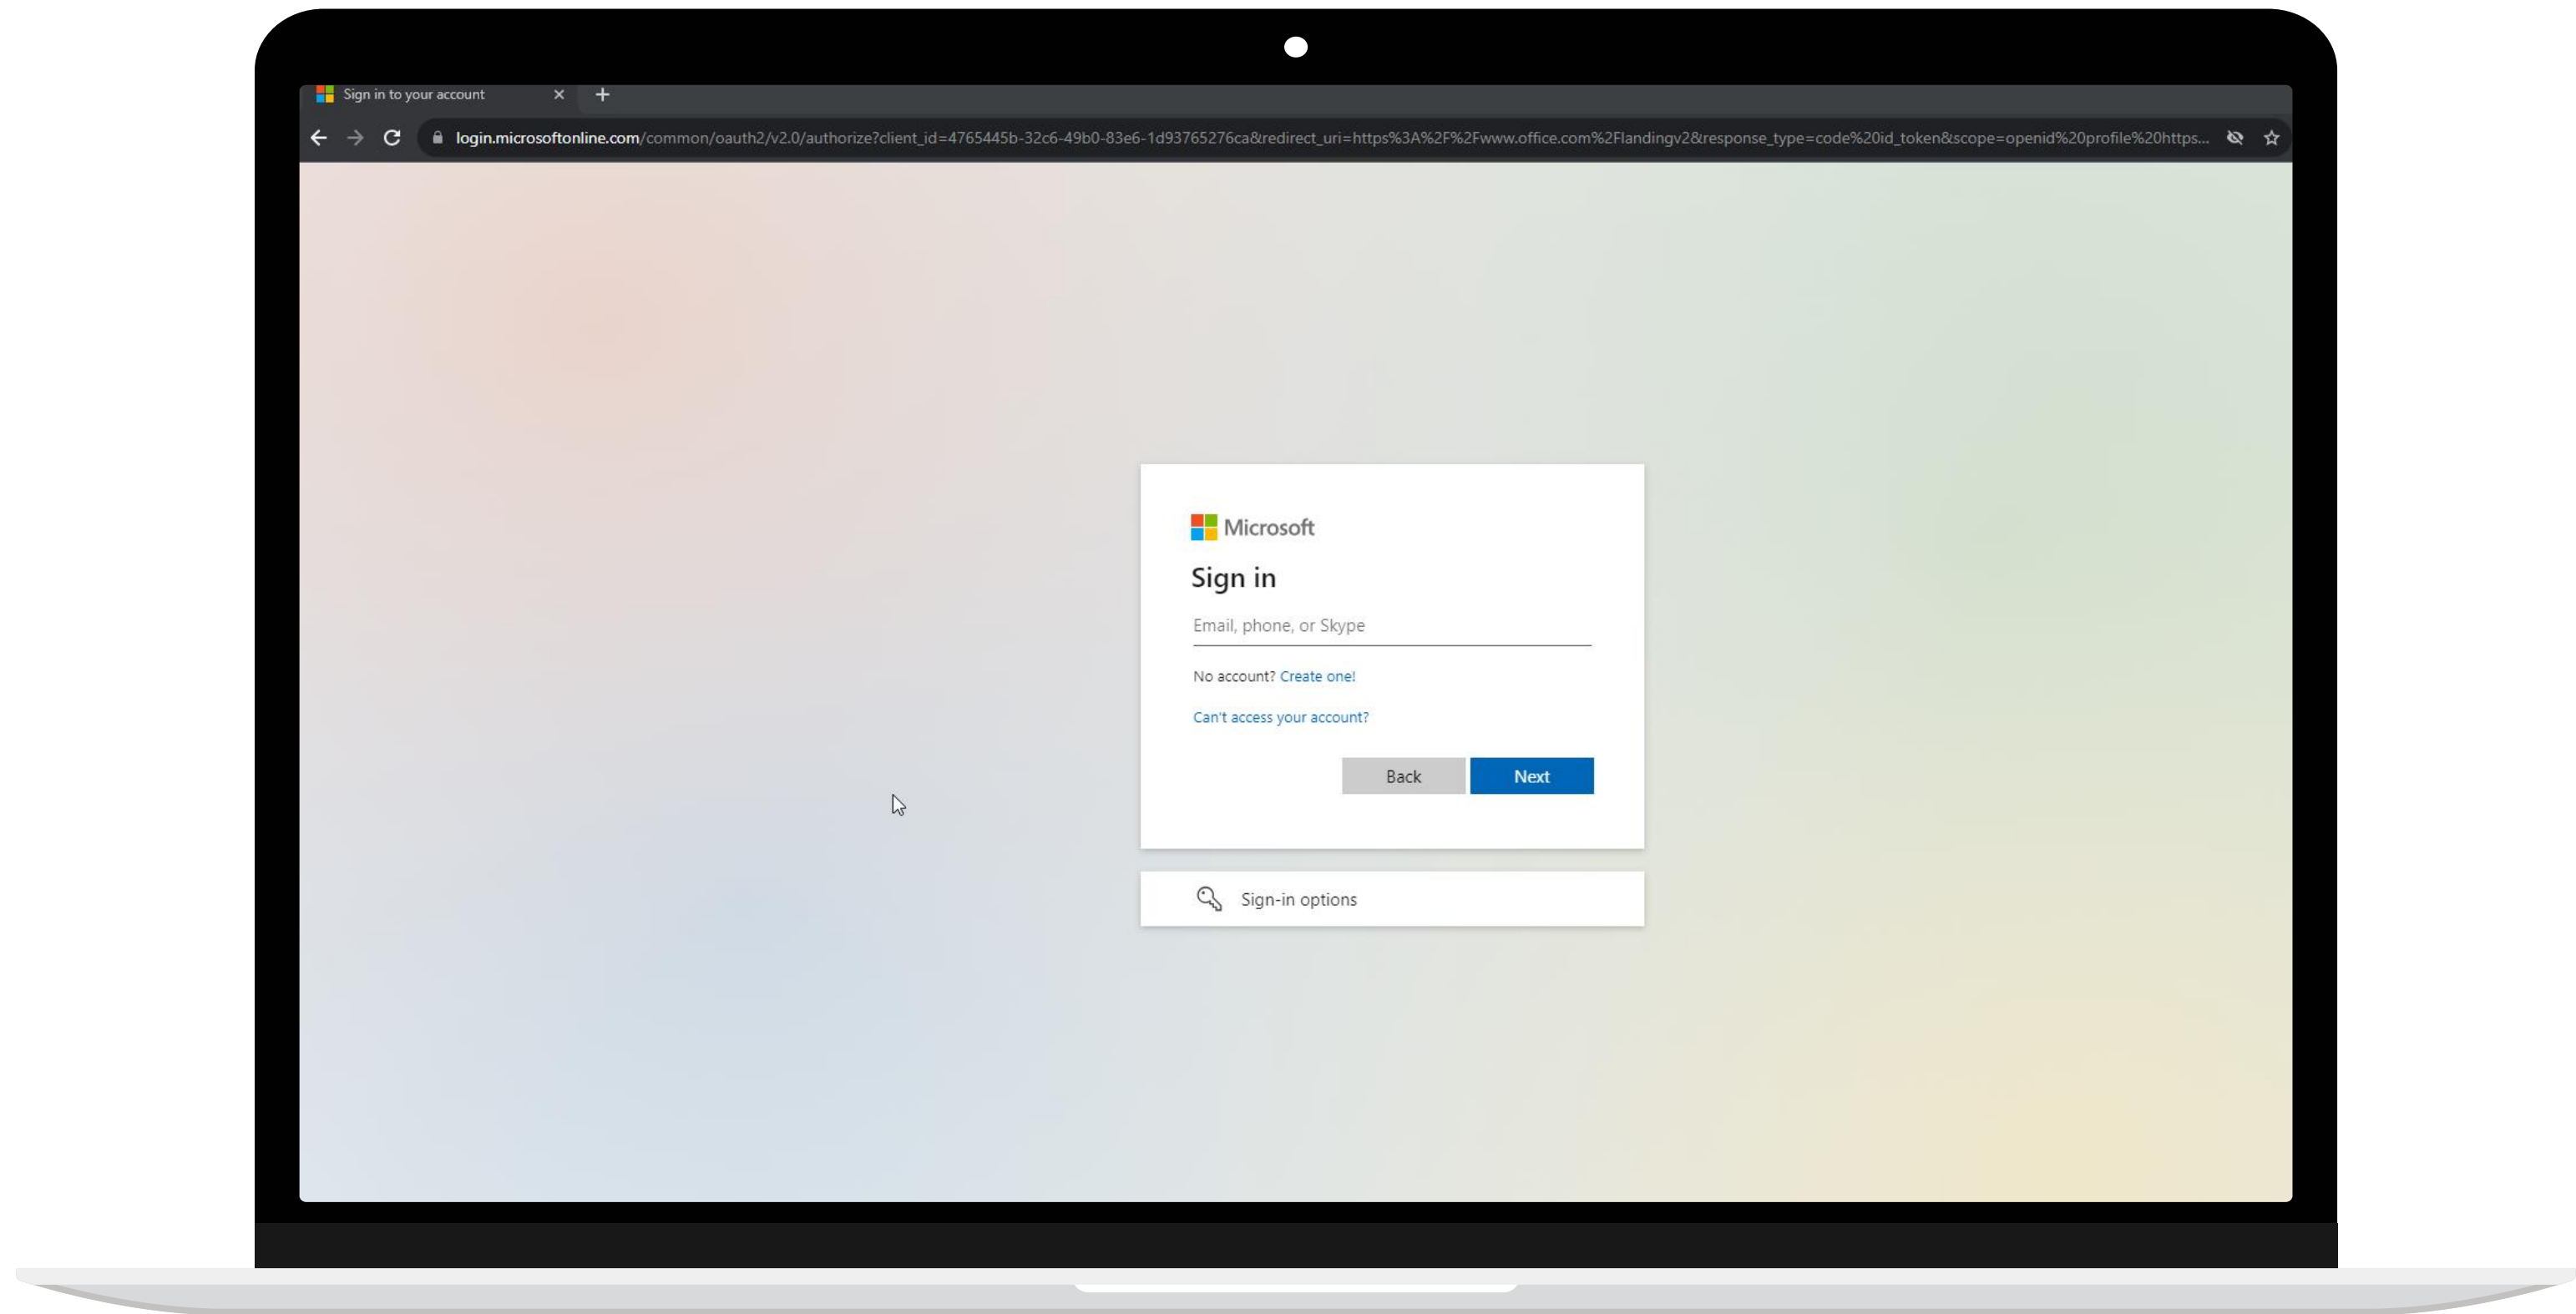 Sign in to your account
login.microsoftonline.com/common/oauth2/v2.0/authorize?client_id=4765445b-32c6-49b0-83e6-1d93765276ca&redirect_uri=https%3A%2F%2Fwww.office.com%2Flandingv2&response_type=code%20id_token&scope=openid%20profile%20https...
Microsoft
Sign in
Email, phone, or Skype
No account? Create one!
Can't access your account?
Back Next
Sign-in options